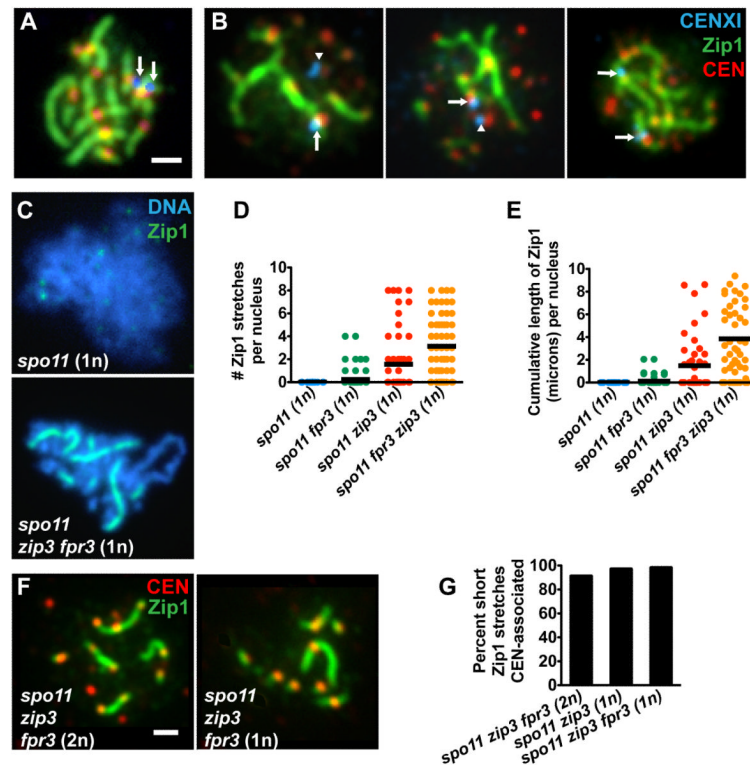 A
B
CENXI
Zip1
CEN
C
DNA
Zip1
spo11 (1n)
spo11
zip3 fpr3 (1n)
D
# Zip1 stretches
per nucleus
10
8
6
4
2
0
spo11 (1n)
spo11 fpr3 (1n)
spo11 zip3 (1n)
spo11 fpr3 zip3 (1n)
E
Cumulative length of Zip1
(microns) per nucleus
10
8
6
4
2
0
spo11 (1n)
spo11 fpr3 (1n)
spo11 zip3 (1n)
spo11 fpr3 zip3 (1n)
F
CEN
Zip1
spo11
zip3
fpr3 (2n)
spo11
zip3
fpr3 (1n)
G
Percent short
Zip1 stretches
CEN-associated
100
80
60
40
20
0
spo11 zip3 fpr3 (2n)
spo11 zip3 (1n)
spo11 zip3 fpr3 (1n)